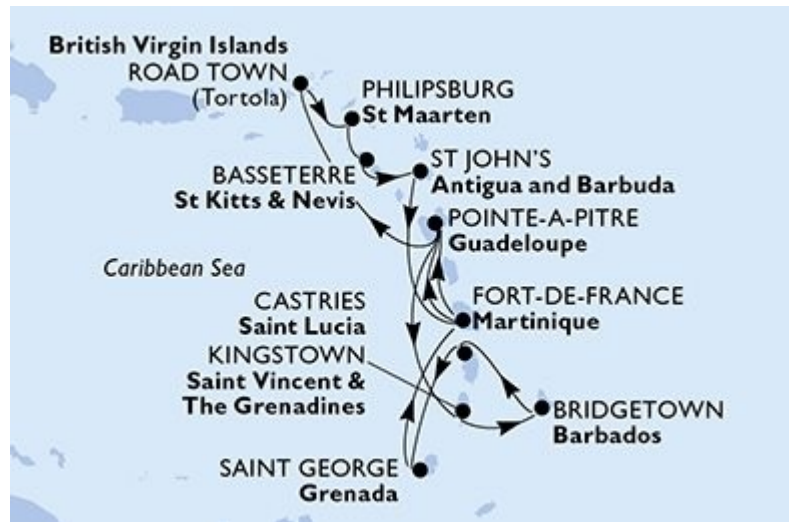 British Virgin Islands
ROAD TOWN
(Tortola)
PHILIPSBURG
St Maarten
BASSETERRE
St Kitts & Nevis
ST JOHN'S
Antigua and Barbuda
POINTE-A-PITRE
Guadeloupe
Caribbean Sea
CASTRIES
Saint Lucia
FORT-DE-FRANCE
Martinique
KINGSTOWN
Saint Vincent &
The Grenadines
BRIDGETOWN
Barbados
SAINT GEORGE
Grenada